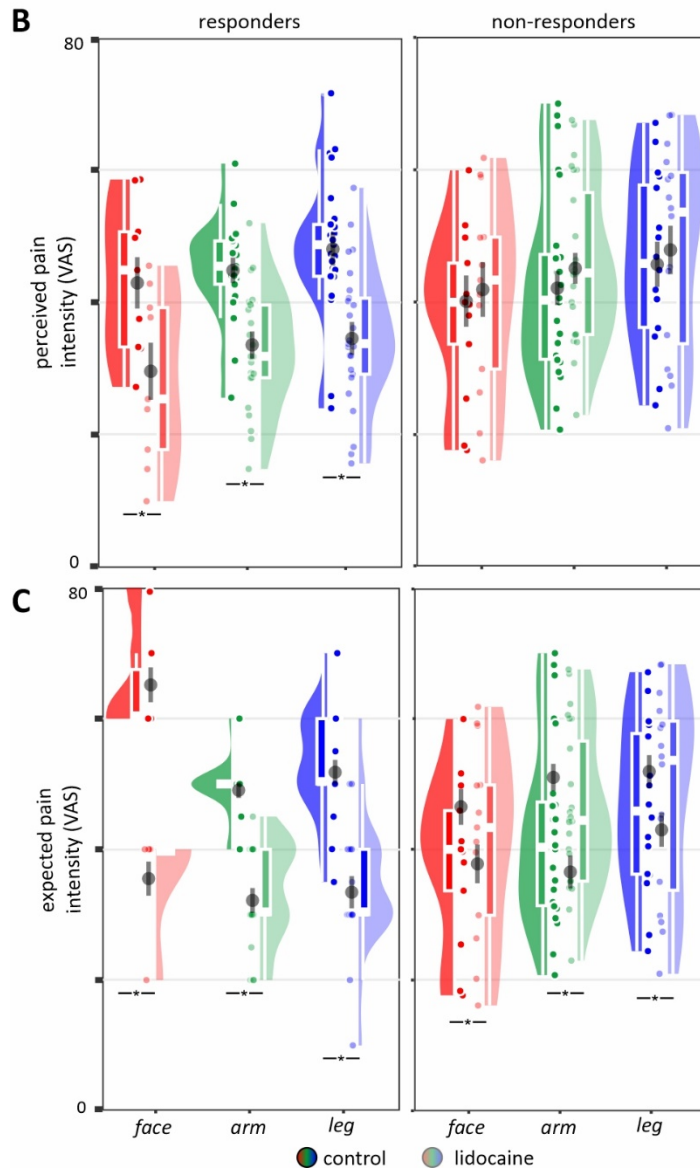 B
responders
non-responders
80
perceived pain
intensity (VAS)
*
*
*
0
C
80
expected pain
intensity (VAS)
*
*
*
*
*
*
0
face
arm
leg
face
arm
leg
control
lidocaine